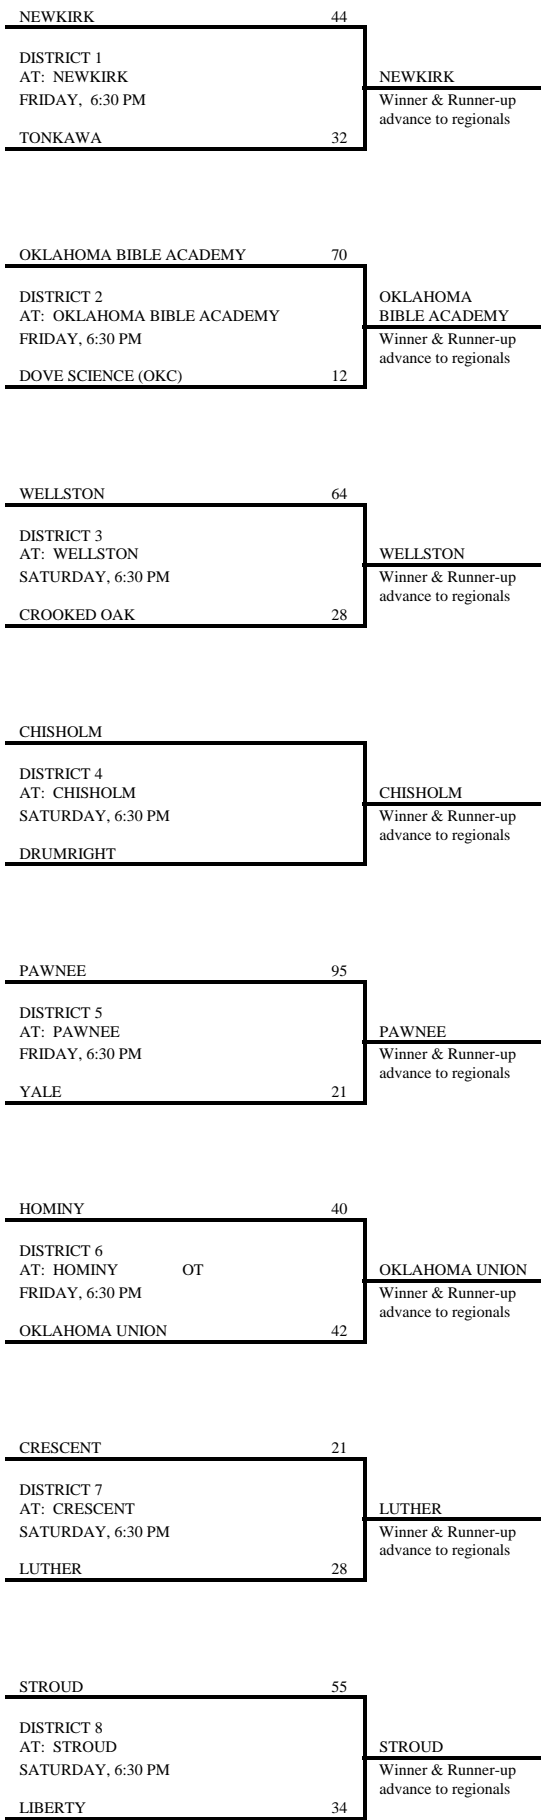 NEWKIRK 44
DISTRICT 1
AT: NEWKIRK
NEWKIRK
FRIDAY, 6:30 PM
Winner & Runner-up
advance to regionals
TONKAWA 32
OKLAHOMA BIBLE ACADEMY 70
DISTRICT 2
AT: OKLAHOMA BIBLE ACADEMY
OKLAHOMA
BIBLE ACADEMY
FRIDAY, 6:30 PM
Winner & Runner-up
advance to regionals
DOVE SCIENCE (OKC) 12
WELLSTON 64
DISTRICT 3
AT: WELLSTON
WELLSTON
SATURDAY, 6:30 PM
Winner & Runner-up
advance to regionals
CROOKED OAK 28
CHISHOLM
DISTRICT 4
AT: CHISHOLM
CHISHOLM
SATURDAY, 6:30 PM
Winner & Runner-up
advance to regionals
DRUMRIGHT
PAWNEE 95
DISTRICT 5
AT: PAWNEE
PAWNEE
FRIDAY, 6:30 PM
Winner & Runner-up
advance to regionals
YALE 21
HOMINY 40
DISTRICT 6
AT: HOMINY OT
OKLAHOMA UNION
FRIDAY, 6:30 PM
Winner & Runner-up
advance to regionals
OKLAHOMA UNION 42
CRESCENT 21
DISTRICT 7
AT: CRESCENT
LUTHER
SATURDAY, 6:30 PM
Winner & Runner-up
advance to regionals
LUTHER 28
STROUD 55
DISTRICT 8
AT: STROUD
STROUD
SATURDAY, 6:30 PM
Winner & Runner-up
advance to regionals
LIBERTY 34